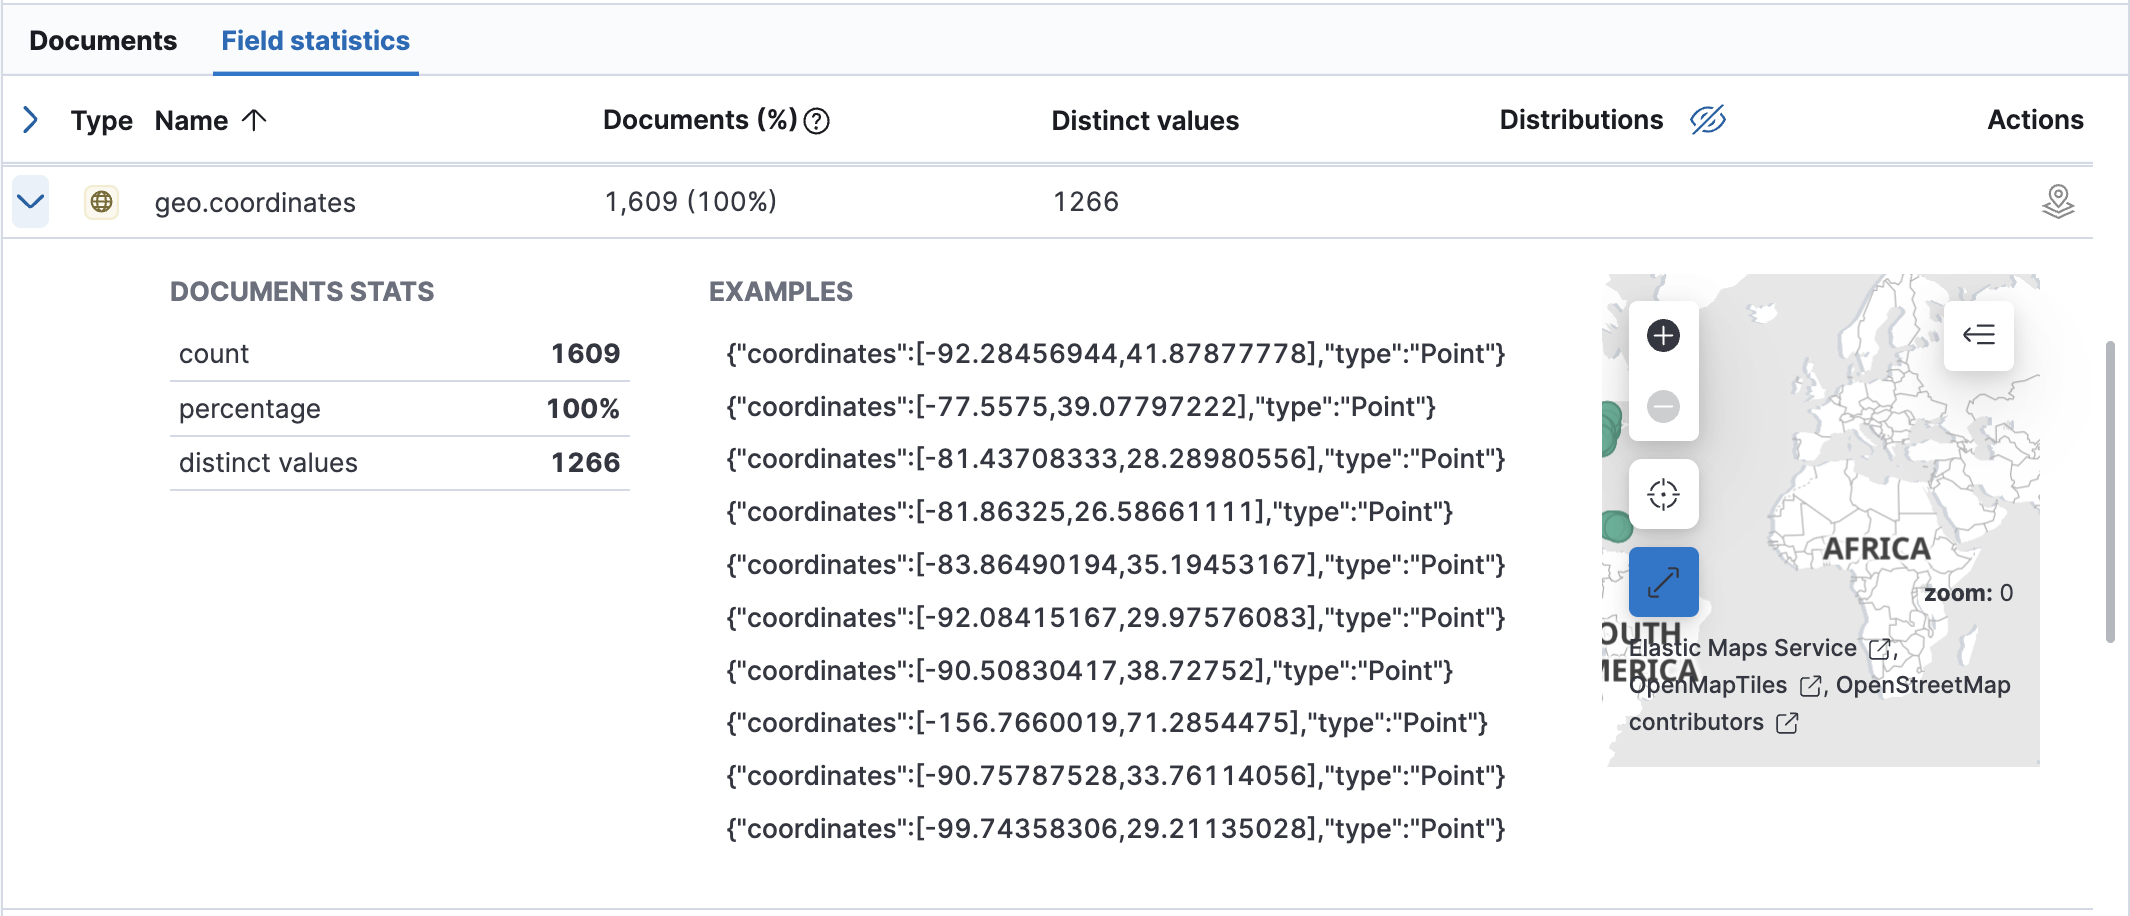 Documents Field statistics
Type Name Documents (%) Distinct values Distributions Actions
geo.coordinates 1,609 (100%) 1266
DOCUMENTS STATS
count 1609
percentage 100%
distinct values 1266
EXAMPLES
{"coordinates":[-92.28456944,41.87877778],"type":"Point"}
{"coordinates":[-77.5575,39.07797222],"type":"Point"}
{"coordinates":[-81.43708333,28.28980556],"type":"Point"}
{"coordinates":[-81.86325,26.58661111],"type":"Point"}
{"coordinates":[-83.86490194,35.19453167],"type":"Point"}
{"coordinates":[-92.08415167,29.97576083],"type":"Point"}
{"coordinates":[-90.50830417,38.72752],"type":"Point"}
{"coordinates":[-156.7660019,71.2854475],"type":"Point"}
{"coordinates":[-90.75787528,33.76114056],"type":"Point"}
{"coordinates":[-99.74358306,29.21135028],"type":"Point"}
AFRICA
zoom: 0
OUTH
MERICA
Elastic Maps Service ,
OpenMapTiles , OpenStreetMap
contributors